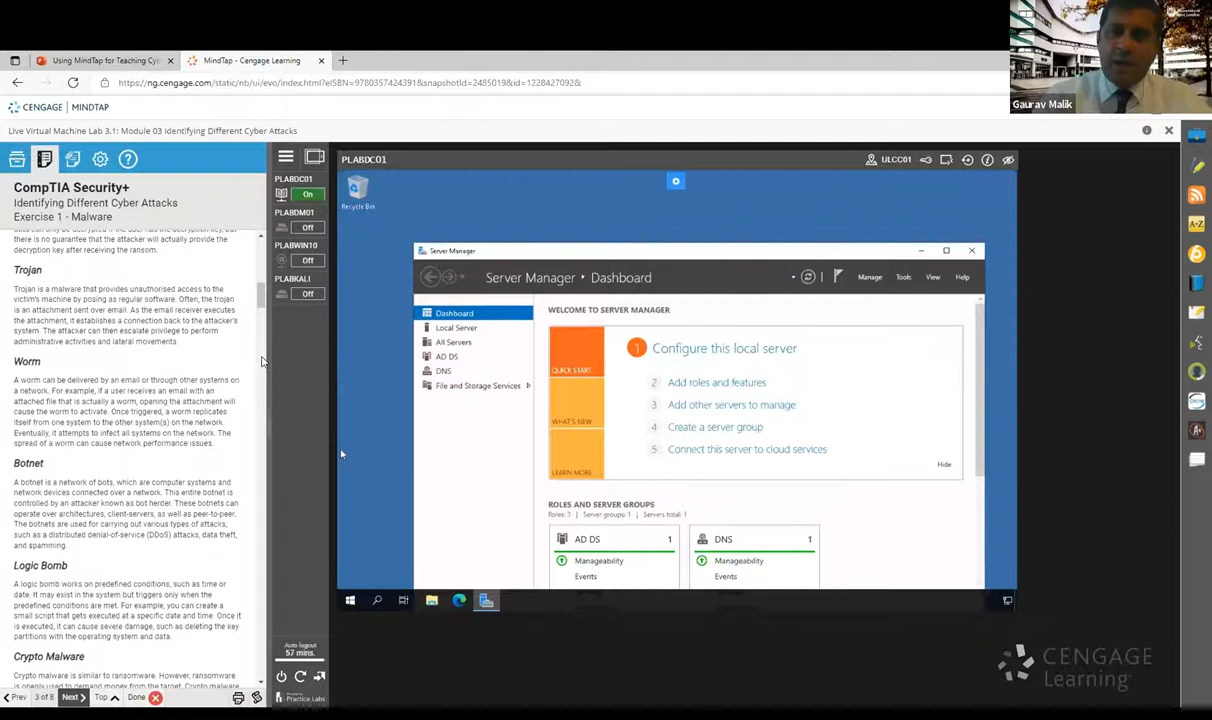 Using MindTap for Teaching Cyb
MindTap - Cengage Learning
https://ng.cengage.com/static/nb/ui/evo/index.html?eISBN=9780357424391&snapshotId=2485019&id=1228427092&
Gaurav Malik
CENGAGE | MINDTAP
Live Virtual Machine Lab 3.1: Module 03 Identifying Different Cyber Attacks
CompTIA Security+
Identifying Different Cyber Attacks
Exercise 1 - Malware
there is no guarantee that the attacker will actually provide the
decryption key after receiving the ransom.
Trojan
Trojan is a malware that provides unauthorised access to the
victim's machine by posing as regular software. Often, the trojan
is an attachment sent over email. As the email receiver executes
the attachment, it establishes a connection back to the attacker's
system. The attacker can then escalate privilege to perform
administrative activities and lateral movements.
Worm
A worm can be delivered by an email or through other systems on
a network. For example, if a user receives an email with an
attached file that is actually a worm, opening the attachment will
cause the worm to activate. Once triggered, a worm replicates
itself from one system to the other system(s) on the network.
Eventually, it attempts to infect all systems on the network. The
spread of a worm can cause network performance issues.
Botnet
A botnet is a network of bots, which are computer systems and
network devices connected over a network. This entire botnet is
controlled by an attacker known as bot herder. These botnets can
operate over architectures, client-servers, as well as peer-to-peer.
The botnets are used for carrying out various types of attacks,
such as a distributed denial-of-service (DDoS) attacks, data theft,
and spamming.
Logic Bomb
A logic bomb works on predefined conditions, such as time or
date. It may exist in the system but triggers only when the
predefined conditions are met. For example, you can create a
small script that gets executed at a specific date and time. Once it
is executed, it can cause severe damage, such as deleting the key
partitions with the operating system and data.
Crypto Malware
Crypto malware is similar to ransomware. However, ransomware
is openly used to demand money from the target. Crypto malware
Prev
3 of 8
Next
Top
Done
PLABDC01
On
PLABDM01
Off
PLABWIN10
Off
PLABKALI
Off
Auto logout
57 mins.
Practice Labs
PLABDC01
ULCC01
Recycle Bin
Server Manager
Server Manager • Dashboard
Manage
Tools
View
Help
Dashboard
Local Server
All Servers
AD DS
DNS
File and Storage Services
WELCOME TO SERVER MANAGER
QUICK START
WHAT'S NEW
LEARN MORE
1 Configure this local server
2 Add roles and features
3 Add other servers to manage
4 Create a server group
5 Connect this server to cloud services
Hide
ROLES AND SERVER GROUPS
Roles: 3 | Server groups: 1 | Servers total: 1
AD DS 1
Manageability
Events
DNS 1
Manageability
Events
A-Z
CENGAGE
Learning